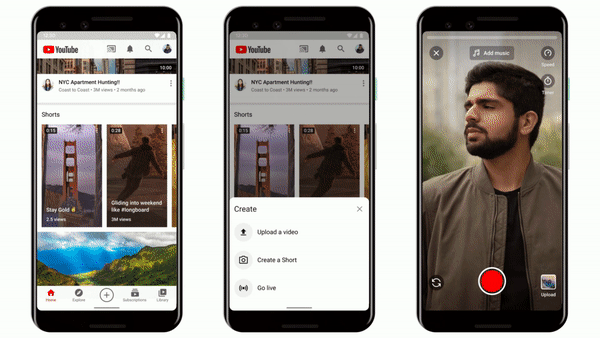 YouTube
10:00
NYC Apartment Hunting!!
Coast to Coast • 3M views • 2 months ago
Shorts
0:15
0:28
Stay Gold
2.5 views
Gliding into weekend
like #longboard
3M views
Home
Explore
Subscriptions
Library
YouTube
10:00
NYC Apartment Hunting!!
Coast to Coast • 3M views • 2 months ago
Shorts
0:15
0:28
Create
Upload a video
Create a Short
Go live
Add music
Speed
Timer
Upload